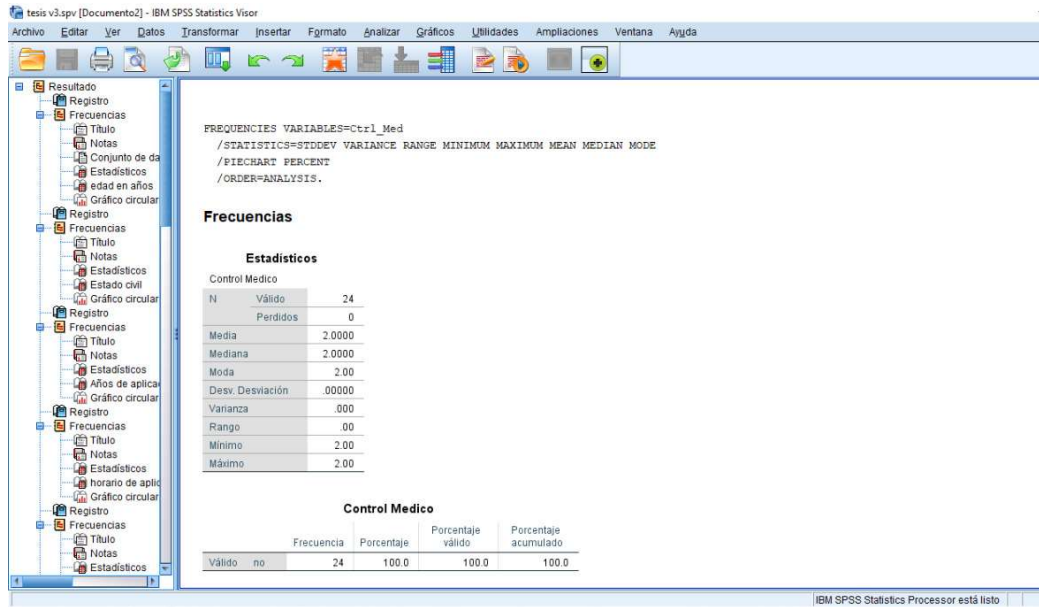 tesis v3.spv [Documento2] - IBM SPSS Statistics Visor
Archivo Editar Ver Datos Transformar Insertar Formato Analizar Gráficos Utilidades Ampliaciones Ventana Ayuda
Resultado
Registro
Frecuencias
Título
Notas
Conjunto de da
Estadísticos
edad en años
Gráfico circular
Registro
Frecuencias
Título
Notas
Estadísticos
Estado civil
Gráfico circular
Registro
Frecuencias
Título
Notas
Estadísticos
Años de aplica
Gráfico circular
Registro
Frecuencias
Título
Notas
Estadísticos
horario de aplic
Gráfico circular
Registro
Frecuencias
Título
Notas
Estadísticos
FREQUENCIES VARIABLES=Ctrl_Med
/STATISTICS=STDDEV VARIANCE RANGE MINIMUM MAXIMUM MEAN MEDIAN MODE
/PIECHART PERCENT
/ORDER=ANALYSIS.
Frecuencias
Estadísticos
Control Medico
N Válido 24
Perdidos 0
Media 2.0000
Mediana 2.0000
Moda 2.00
Desv. Desviación .00000
Varianza .000
Rango .00
Mínimo 2.00
Máximo 2.00
Control Medico
Frecuencia Porcentaje Porcentaje válido Porcentaje acumulado
Válido no 24 100.0 100.0 100.0
IBM SPSS Statistics Processor está listo